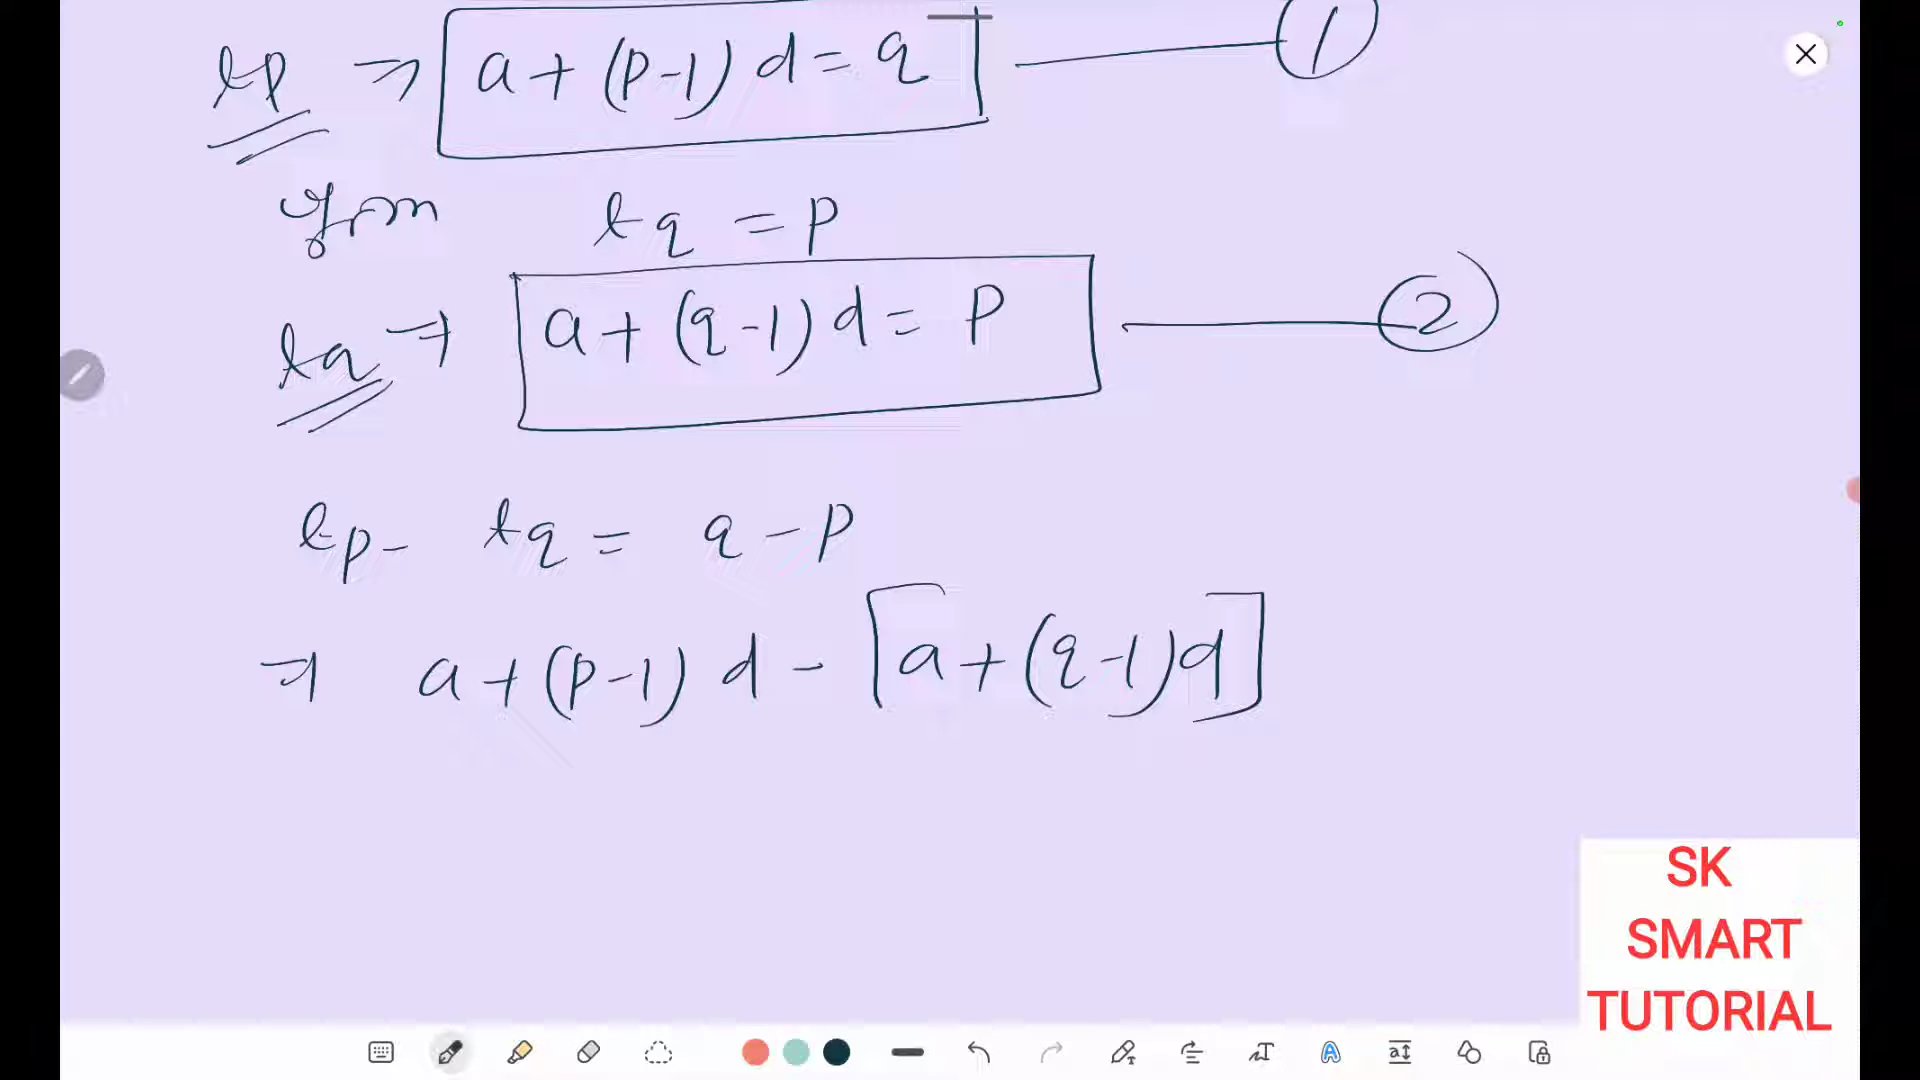 tp ⇒ a + (p-1) d = q ——— ①
from tq = p
tq ⇒ a + (q-1) d = p ——— ②
tp - tq = q - p
⇒ a + (p-1) d - [a + (q-1) d]
SK
SMART
TUTORIAL